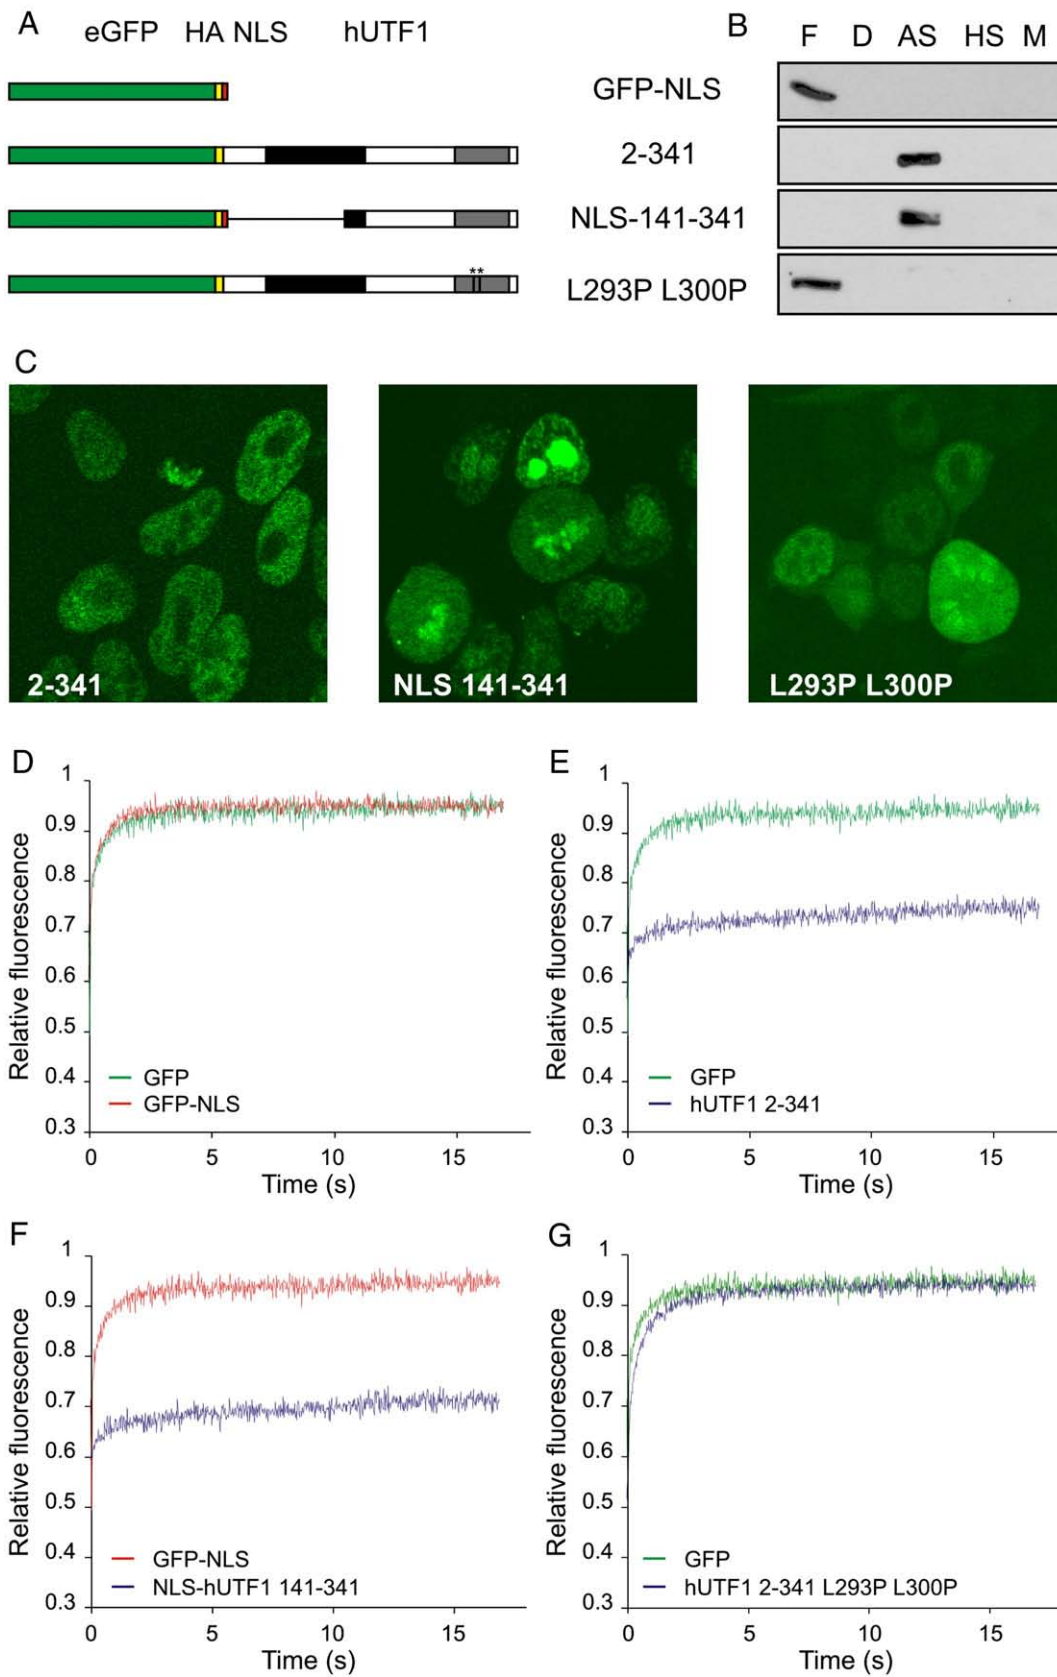 A
eGFP HA NLS hUTF1
B
F D AS HS M
GFP-NLS
2-341
NLS-141-341
**
L293P L300P
C
2-341
NLS 141-341
L293P L300P
D
1
0.9
0.8
0.7
0.6
0.5
0.4
0.3
Relative fluorescence
GFP
GFP-NLS
0 5 10 15
Time (s)
E
1
0.9
0.8
0.7
0.6
0.5
0.4
0.3
Relative fluorescence
GFP
hUTF1 2-341
0 5 10 15
Time (s)
F
1
0.9
0.8
0.7
0.6
0.5
0.4
0.3
Relative fluorescence
GFP-NLS
NLS-hUTF1 141-341
0 5 10 15
Time (s)
G
1
0.9
0.8
0.7
0.6
0.5
0.4
0.3
Relative fluorescence
GFP
hUTF1 2-341 L293P L300P
0 5 10 15
Time (s)